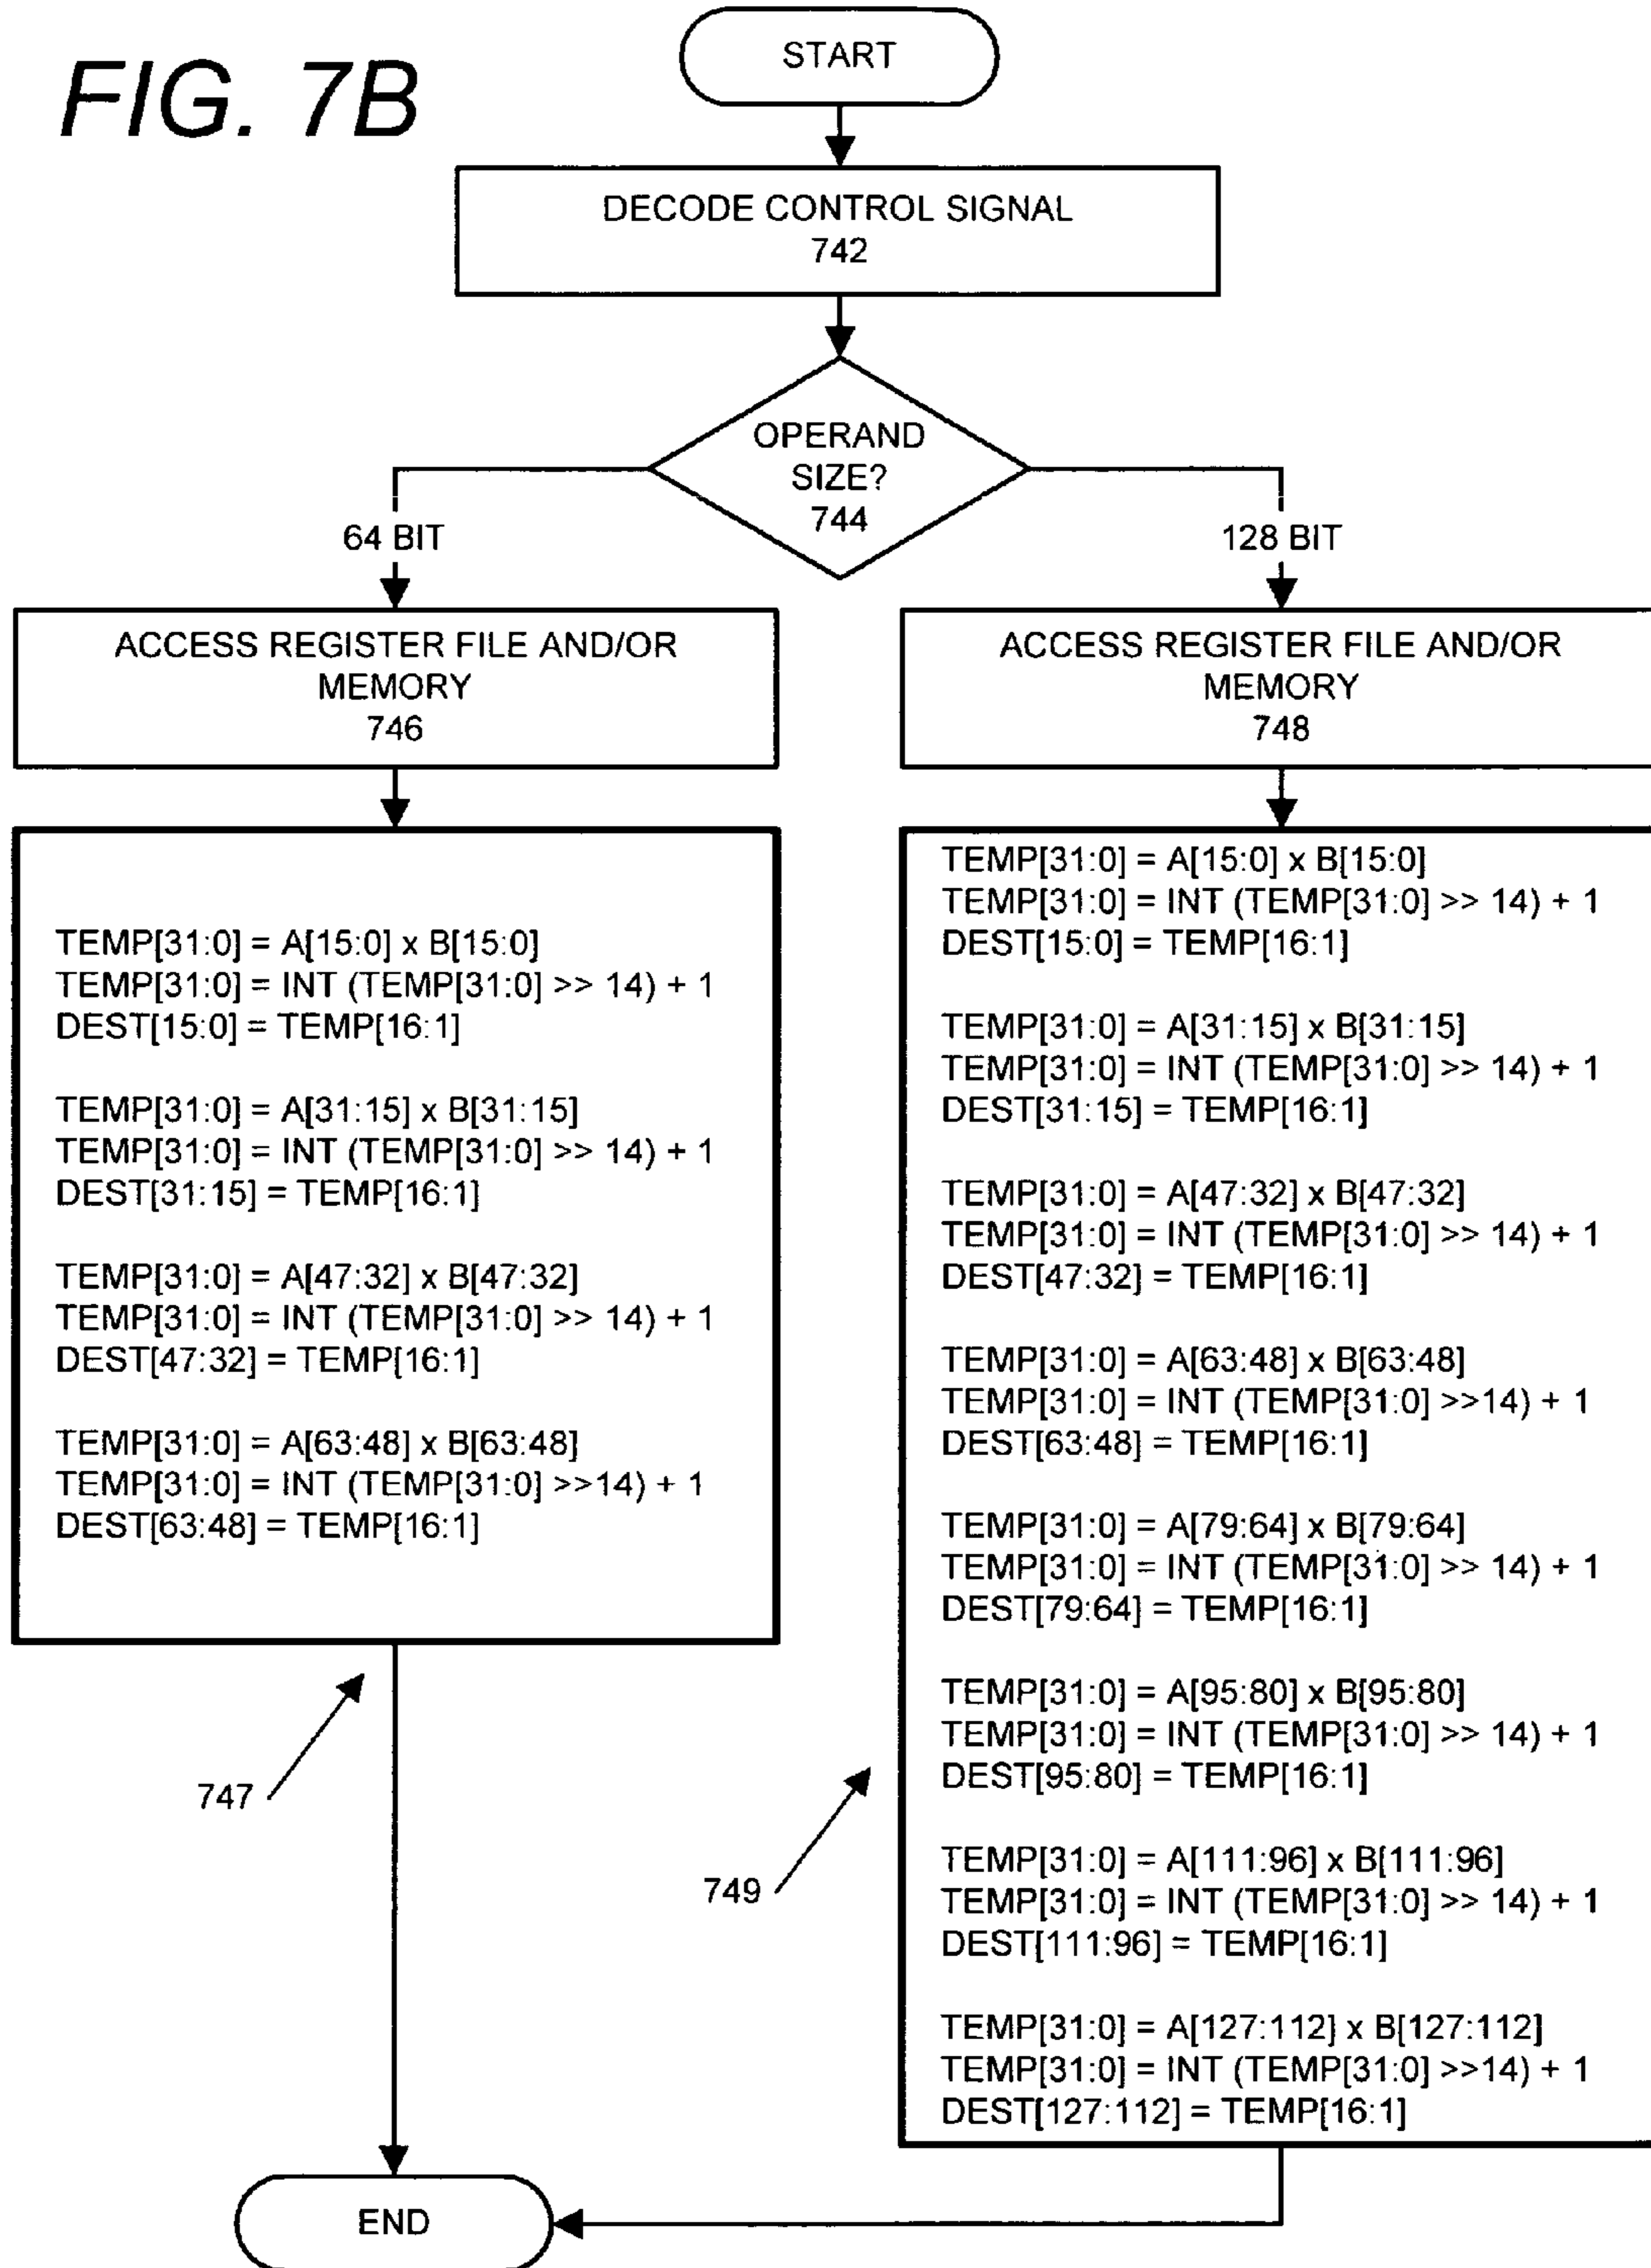 FIG. 7B
START
DECODE CONTROL SIGNAL
742
OPERAND
SIZE?
744
64 BIT
128 BIT
ACCESS REGISTER FILE AND/OR
MEMORY
746
ACCESS REGISTER FILE AND/OR
MEMORY
748
TEMP[31:0] = A[15:0] x B[15:0]
TEMP[31:0] = INT (TEMP[31:0] >> 14) + 1
DEST[15:0] = TEMP[16:1]
TEMP[31:0] = A[31:15] x B[31:15]
TEMP[31:0] = INT (TEMP[31:0] >> 14) + 1
DEST[31:15] = TEMP[16:1]
TEMP[31:0] = A[47:32] x B[47:32]
TEMP[31:0] = INT (TEMP[31:0] >> 14) + 1
DEST[47:32] = TEMP[16:1]
TEMP[31:0] = A[63:48] x B[63:48]
TEMP[31:0] = INT (TEMP[31:0] >>14) + 1
DEST[63:48] = TEMP[16:1]
747
TEMP[31:0] = A[15:0] x B[15:0]
TEMP[31:0] = INT (TEMP[31:0] >> 14) + 1
DEST[15:0] = TEMP[16:1]
TEMP[31:0] = A[31:15] x B[31:15]
TEMP[31:0] = INT (TEMP[31:0] >> 14) + 1
DEST[31:15] = TEMP[16:1]
TEMP[31:0] = A[47:32] x B[47:32]
TEMP[31:0] = INT (TEMP[31:0] >> 14) + 1
DEST[47:32] = TEMP[16:1]
TEMP[31:0] = A[63:48] x B[63:48]
TEMP[31:0] = INT (TEMP[31:0] >>14) + 1
DEST[63:48] = TEMP[16:1]
TEMP[31:0] = A[79:64] x B[79:64]
TEMP[31:0] = INT (TEMP[31:0] >> 14) + 1
DEST[79:64] = TEMP[16:1]
TEMP[31:0] = A[95:80] x B[95:80]
TEMP[31:0] = INT (TEMP[31:0] >> 14) + 1
DEST[95:80] = TEMP[16:1]
TEMP[31:0] = A[111:96] x B[111:96]
TEMP[31:0] = INT (TEMP[31:0] >> 14) + 1
DEST[111:96] = TEMP[16:1]
TEMP[31:0] = A[127:112] x B[127:112]
TEMP[31:0] = INT (TEMP[31:0] >>14) + 1
DEST[127:112] = TEMP[16:1]
749
END